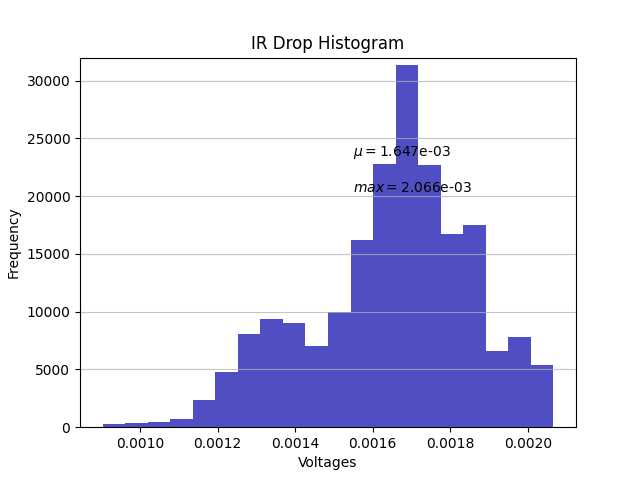 IR Drop Histogram
30000
25000
20000
15000
10000
5000
0
μ = 1.647e-03
max = 2.066e-03
Frequency
0.0010 0.0012 0.0014 0.0016 0.0018 0.0020
Voltages